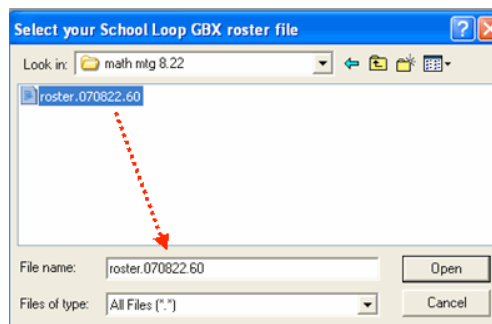 Select your School Loop GBX roster file
Look in: math mtg 8.22
roster.070822.60
File name: roster.070822.60 Open
Files of type: All Files (*.*) Cancel